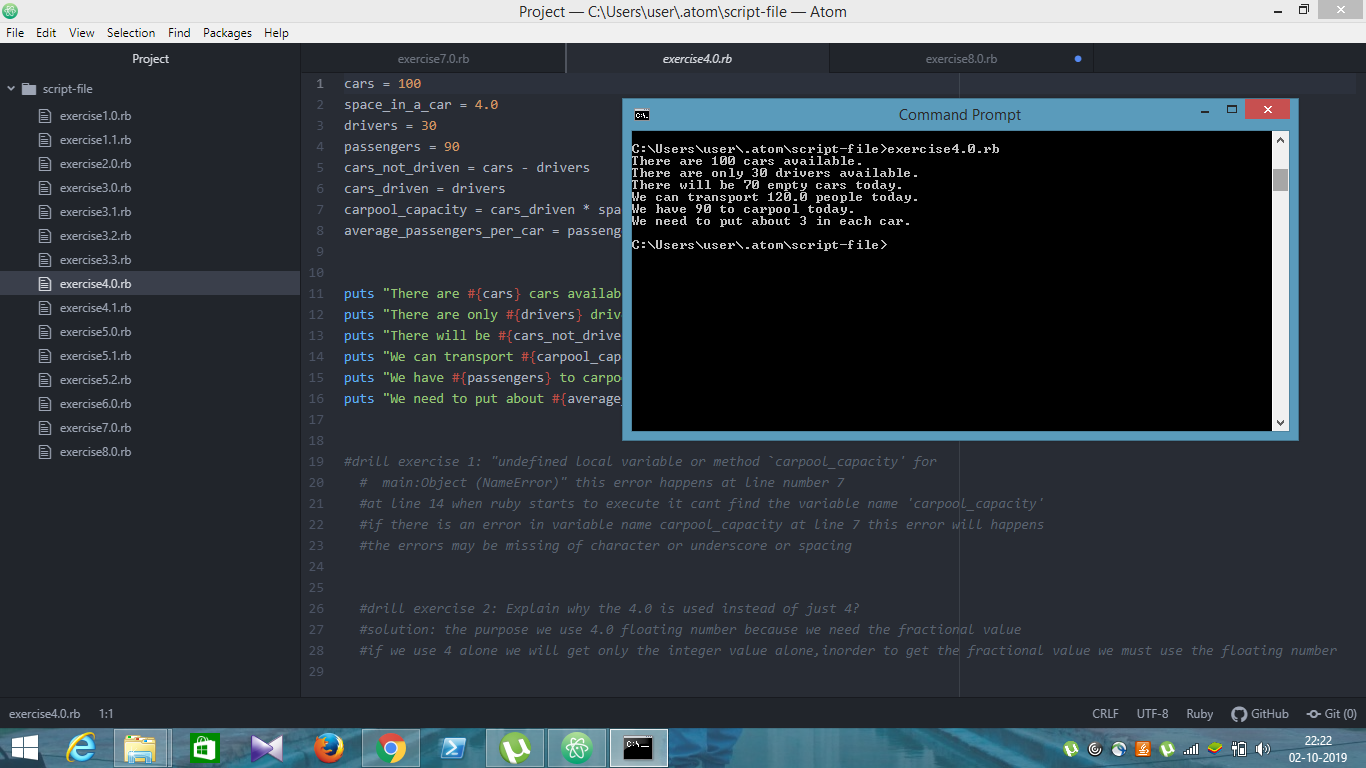 Project — C:\Users\user\.atom\script-file — Atom
File Edit View Selection Find Packages Help
Project
exercise7.0.rb
exercise4.0.rb
exercise8.0.rb
script-file
exercise1.0.rb
exercise1.1.rb
exercise2.0.rb
exercise3.0.rb
exercise3.1.rb
exercise3.2.rb
exercise3.3.rb
exercise4.0.rb
exercise4.1.rb
exercise5.0.rb
exercise5.1.rb
exercise5.2.rb
exercise6.0.rb
exercise7.0.rb
exercise8.0.rb
1 cars = 100
2 space_in_a_car = 4.0
3 drivers = 30
4 passengers = 90
5 cars_not_driven = cars - drivers
6 cars_driven = drivers
7 carpool_capacity = cars_driven * spa
8 average_passengers_per_car = passeng
9
10
11 puts "There are #{cars} cars availab
12 puts "There are only #{drivers} driv
13 puts "There will be #{cars_not_drive
14 puts "We can transport #{carpool_cap
15 puts "We have #{passengers} to carpo
16 puts "We need to put about #{average_
17
18
19 #drill exercise 1: "undefined local variable or method `carpool_capacity' for
20 # main:Object (NameError)" this error happens at line number 7
21 #at line 14 when ruby starts to execute it cant find the variable name 'carpool_capacity'
22 #if there is an error in variable name carpool_capacity at line 7 this error will happens
23 #the errors may be missing of character or underscore or spacing
24
25
26 #drill exercise 2: Explain why the 4.0 is used instead of just 4?
27 #solution: the purpose we use 4.0 floating number because we need the fractional value
28 #if we use 4 alone we will get only the integer value alone,inorder to get the fractional value we must use the floating number
29
Command Prompt
C:\Users\user\.atom\script-file>exercise4.0.rb
There are 100 cars available.
There are only 30 drivers available.
There will be 70 empty cars today.
We can transport 120.0 people today.
We have 90 to carpool today.
We need to put about 3 in each car.
C:\Users\user\.atom\script-file>
exercise4.0.rb 1:1
CRLF UTF-8 Ruby GitHub Git (0)
22:22
02-10-2019